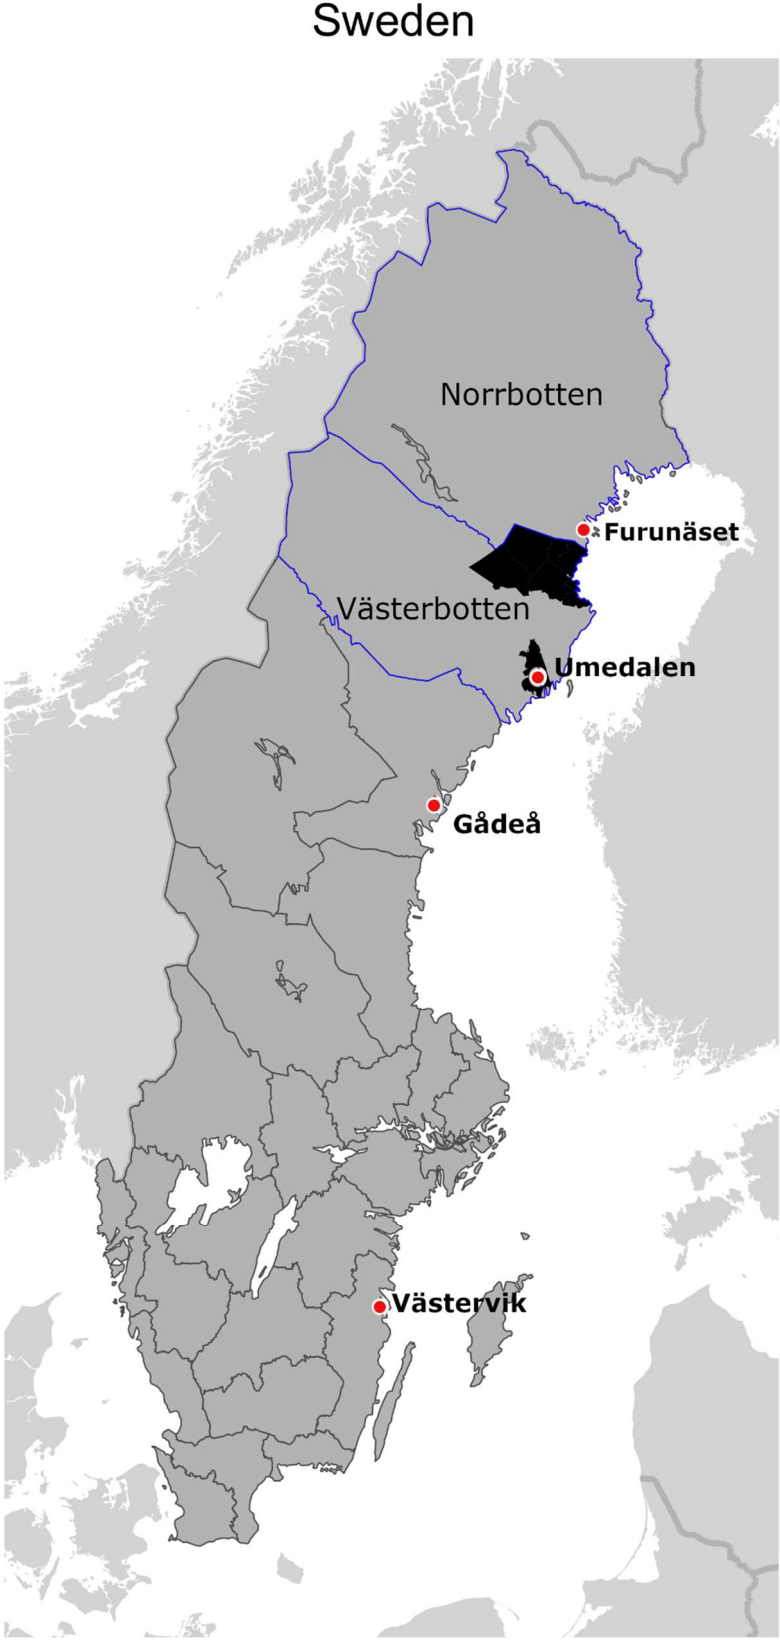 Sweden
Norrbotten
Furunäset
Västerbotten
Umedalen
Gådeå
Västervik